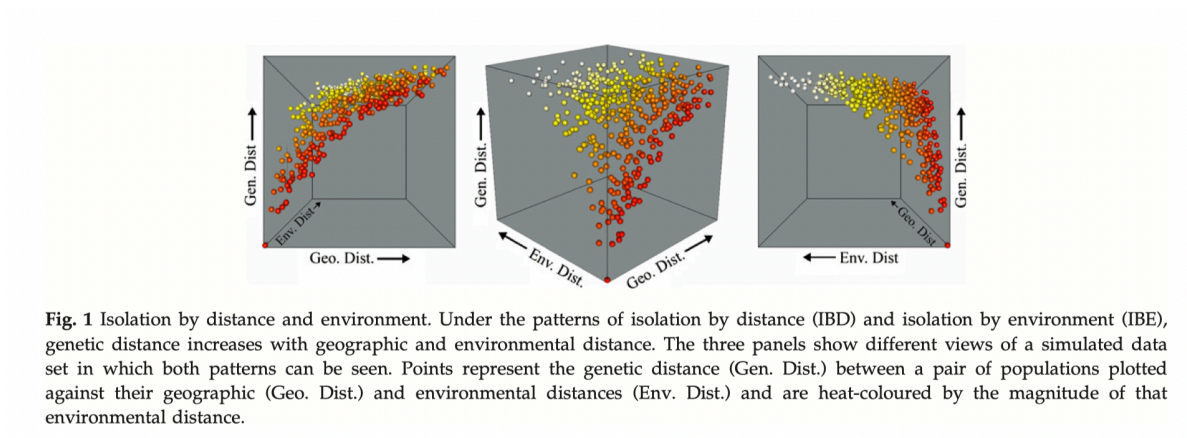 Gen. Dist
Env. Dist
Geo. Dist.
Gen. Dist.
Env. Dist.
Geo. Dist.
Gen. Dist.
Geo. Dist
Env. Dist
Fig. 1 Isolation by distance and environment. Under the patterns of isolation by distance (IBD) and isolation by environment (IBE),
genetic distance increases with geographic and environmental distance. The three panels show different views of a simulated data
set in which both patterns can be seen. Points represent the genetic distance (Gen. Dist.) between a pair of populations plotted
against their geographic (Geo. Dist.) and environmental distances (Env. Dist.) and are heat-coloured by the magnitude of that
environmental distance.